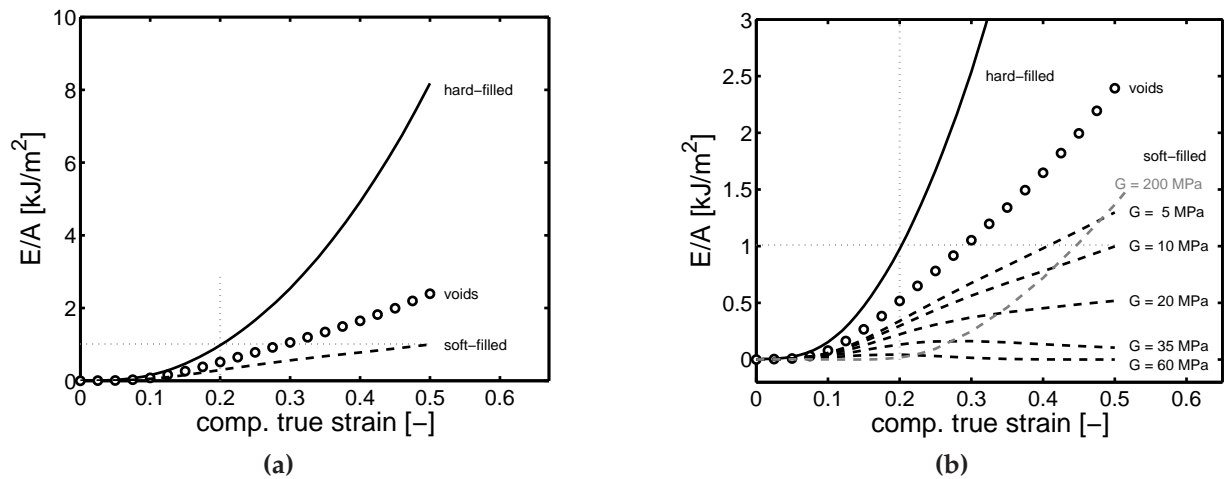 10
8
6
4
2
0
E/A [kJ/m2]
hard−filled
voids
soft−filled
0 0.1 0.2 0.3 0.4 0.5 0.6
comp. true strain [−]
(a)
3
2.5
2
1.5
1
0.5
0
E/A [kJ/m2]
hard−filled
voids
soft−filled
G = 200 MPa
G = 5 MPa
G = 10 MPa
G = 20 MPa
G = 35 MPa
G = 60 MPa
0 0.1 0.2 0.3 0.4 0.5 0.6
comp. true strain [−]
(b)